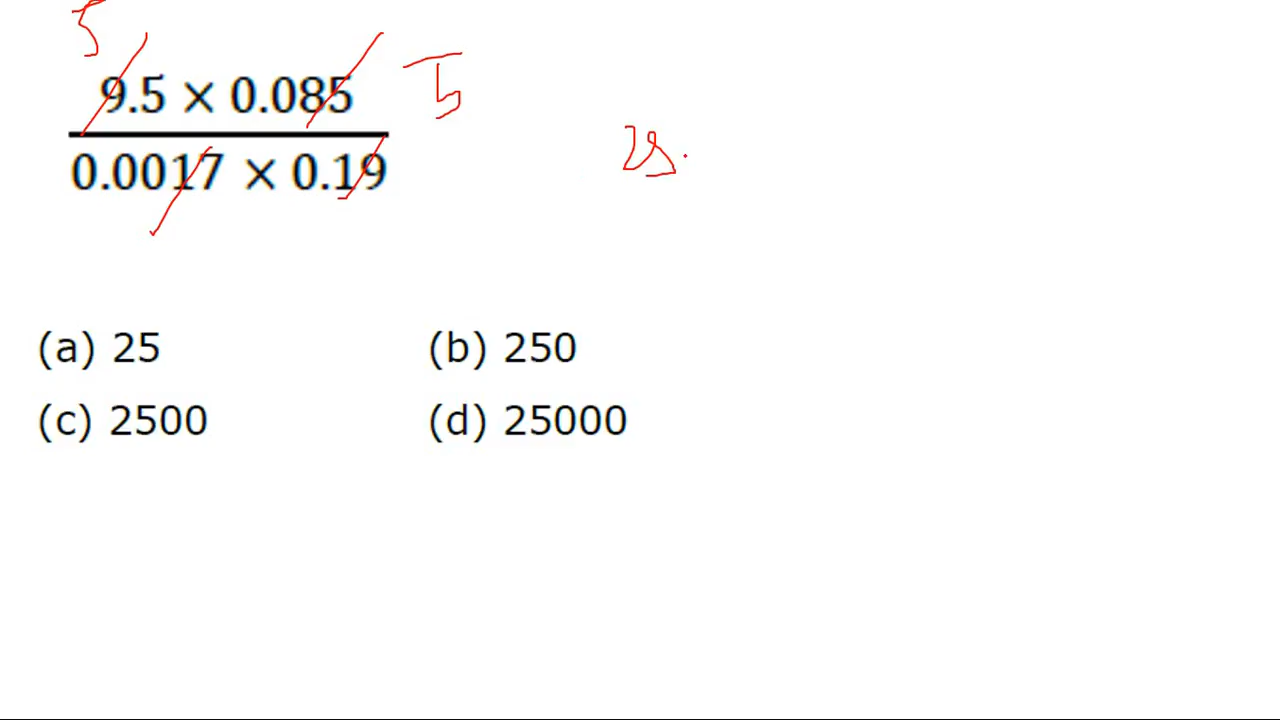 5
9.5 × 0.085 5
0.0017 × 0.19
25.
(a) 25 (b) 250
(c) 2500 (d) 25000